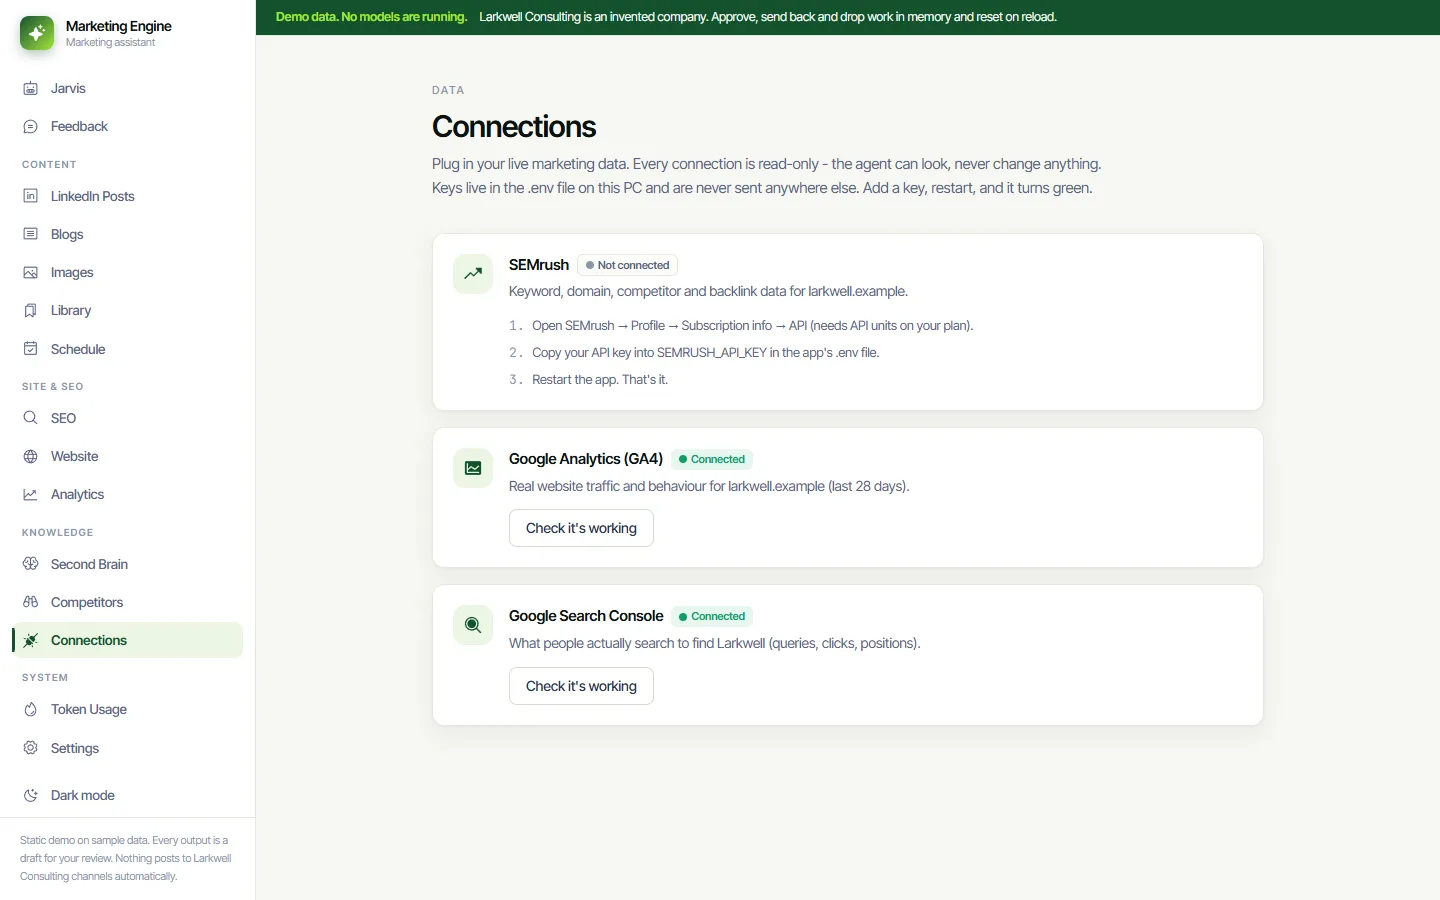 Marketing Engine
Marketing assistant
Jarvis
Feedback
CONTENT
LinkedIn Posts
Blogs
Images
Library
Schedule
SITE & SEO
SEO
Website
Analytics
KNOWLEDGE
Second Brain
Competitors
Connections
SYSTEM
Token Usage
Settings
Dark mode
Static demo on sample data. Every output is a
draft for your review. Nothing posts to Larkwell
Consulting channels automatically.
Demo data. No models are running. Larkwell Consulting is an invented company. Approve, send back and drop work in memory and reset on reload.
DATA
Connections
Plug in your live marketing data. Every connection is read-only - the agent can look, never change anything.
Keys live in the .env file on this PC and are never sent anywhere else. Add a key, restart, and it turns green.
SEMrush Not connected
Keyword, domain, competitor and backlink data for larkwell.example.
1. Open SEMrush → Profile → Subscription info → API (needs API units on your plan).
2. Copy your API key into SEMRUSH_API_KEY in the app's .env file.
3. Restart the app. That's it.
Google Analytics (GA4) Connected
Real website traffic and behaviour for larkwell.example (last 28 days).
Check it's working
Google Search Console Connected
What people actually search to find Larkwell (queries, clicks, positions).
Check it's working